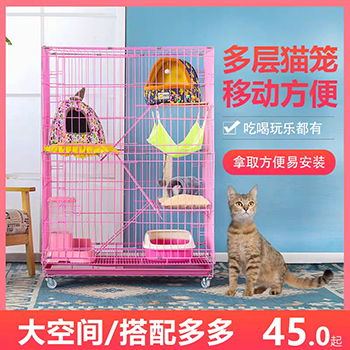 多层猫笼
移动方便
吃喝玩乐都有
拿取方便易安装
大空间/搭配多多
45.0起